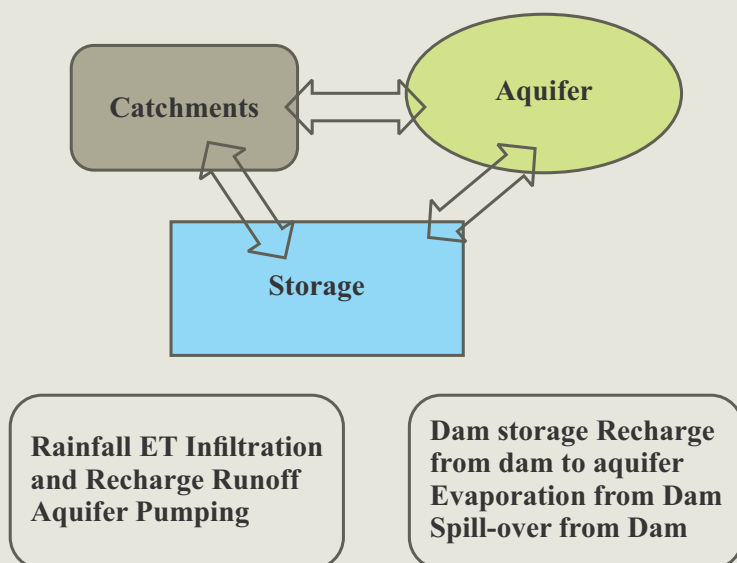 Catchments
Aquifer
Storage
Rainfall ET Infiltration
and Recharge Runoff
Aquifer Pumping
Dam storage Recharge
from dam to aquifer
Evaporation from Dam
Spill-over from Dam